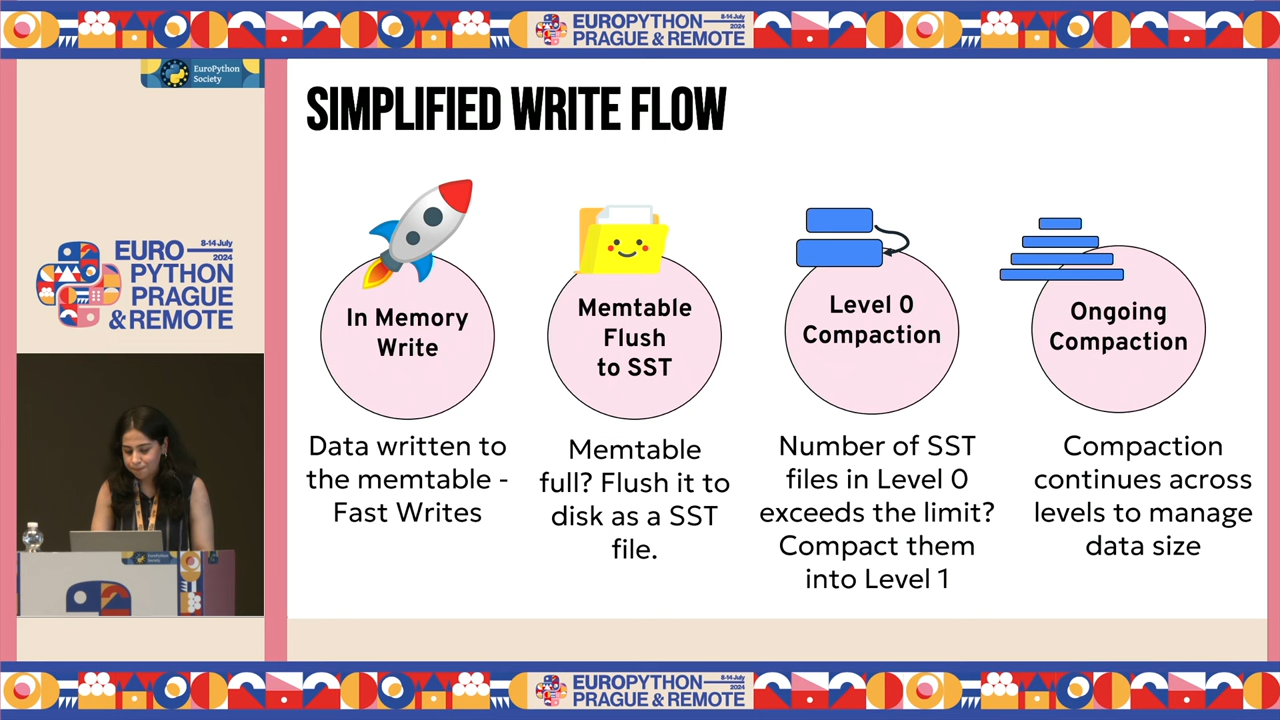 EUROPYTHON
8-14 July
2024
PRAGUE & REMOTE
EuroPython
Society
SIMPLIFIED WRITE FLOW
EURO
8-14 July
2024
PYTHON
PRAGUE
& REMOTE
In Memory
Write
Data written to
the memtable -
Fast Writes
Memtable
Flush
to SST
Memtable
full? Flush it to
disk as a SST
file.
Level 0
Compaction
Number of SST
files in Level 0
exceeds the limit?
Compact them
into Level 1
Ongoing
Compaction
Compaction
continues across
levels to manage
data size
EUROPYTHON
8-14 July
2024
PRAGUE & REMOTE